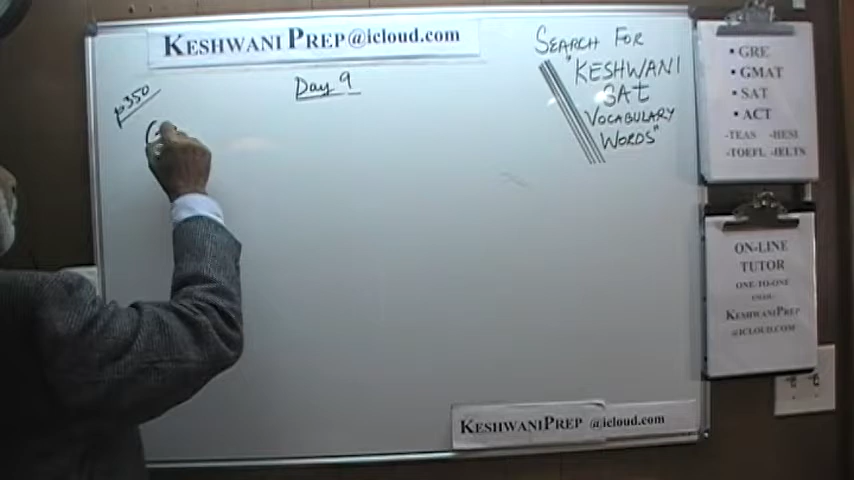 KESHWANI PREP@icloud.com
Day 9
p350
SEARCH FOR
"KESHWANI
SAT
VOCABULARY
WORDS"
• GRE
• GMAT
• SAT
• ACT
-TEAS -HESI
-TOEFL -IELTS
ON-LINE
TUTOR
ONE-TO-ONE
KESHWANIPREP
@ICLOUD.COM
KESHWANIPREP @icloud.com